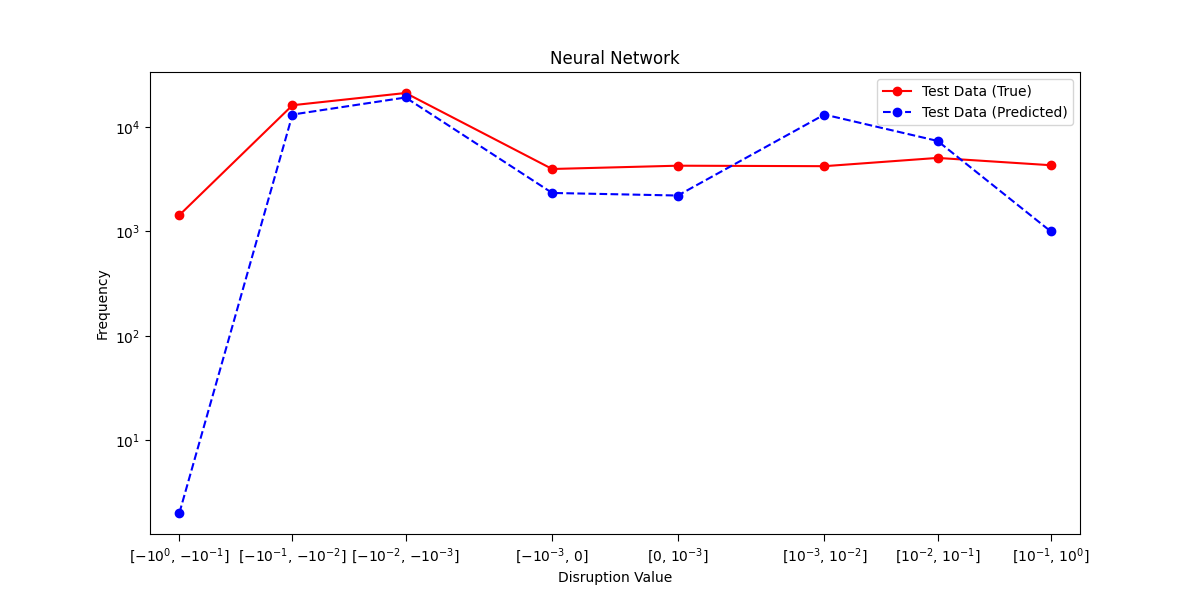 Neural Network
Test Data (True)
Test Data (Predicted)
Frequency
10⁴
10³
10²
10¹
[−10⁰, −10⁻¹] [−10⁻¹, −10⁻²] [−10⁻², −10⁻³] [−10⁻³, 0] [0, 10⁻³] [10⁻³, 10⁻²] [10⁻², 10⁻¹] [10⁻¹, 10⁰]
Disruption Value